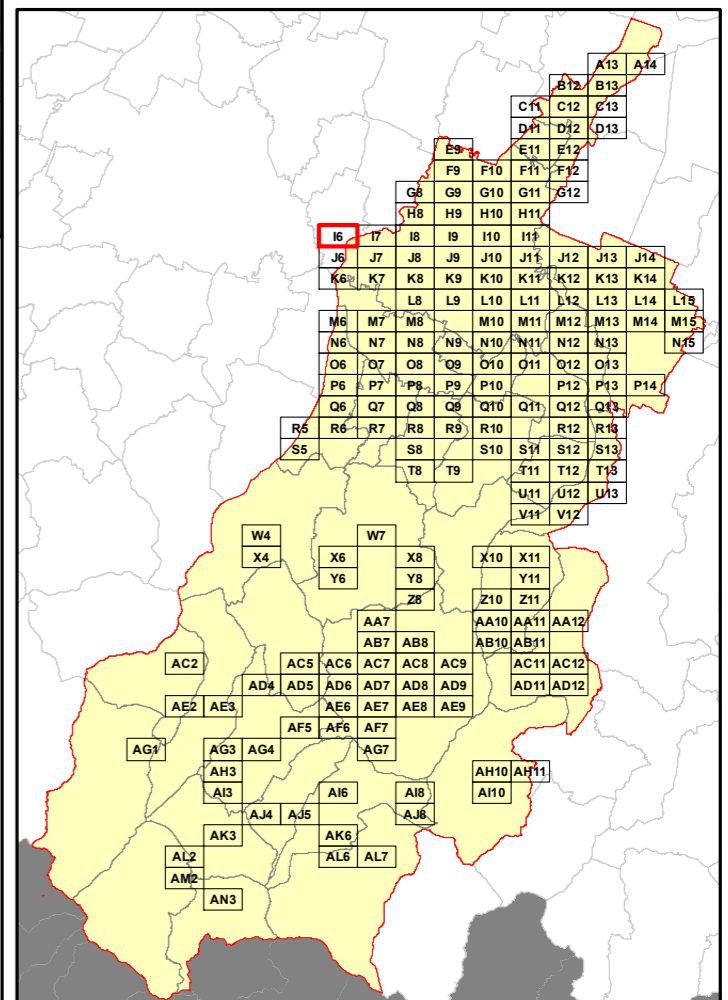 A13 A14
B12 B13
C11 C12 C13
D11 D12 D13
E9 E11 E12
F9 F10 F11 F12
G8 G9 G10 G11 G12
H8 H9 H10 H11
I6 I7 I8 I9 I10 I11
J6 J7 J8 J9 J10 J11 J12 J13 J14
K6 K7 K8 K9 K10 K11 K12 K13 K14
L8 L9 L10 L11 L12 L13 L14 L15
M6 M7 M8 M10 M11 M12 M13 M14 M15
N6 N7 N8 N9 N10 N11 N12 N13 N15
O6 O7 O8 O9 O10 O11 O12 O13
P6 P7 P8 P9 P10 P12 P13 P14
Q6 Q7 Q8 Q9 Q10 Q11 Q12 Q13
R5 R6 R7 R8 R9 R10 R12 R13
S5 S8 S10 S11 S12 S13
T8 T9 T11 T12 T13
U11 U12 U13
V11 V12
W4 W7
X4 X6 X8 X10 X11
Y6 Y8 Y11
Z8 Z10 Z11
AA7 AA10 AA11 AA12
AB7 AB8 AB10 AB11
AC2 AC5 AC6 AC7 AC8 AC9 AC11 AC12
AD4 AD5 AD6 AD7 AD8 AD9 AD11 AD12
AE2 AE3 AE6 AE7 AE8 AE9
AF5 AF6 AF7
AG1 AG3 AG4 AG7
AH3 AH10 AH11
AI3 AI6 AI8 AI10
AJ4 AJ5 AJ8
AK3 AK6
AL2 AL6 AL7
AM2
AN3